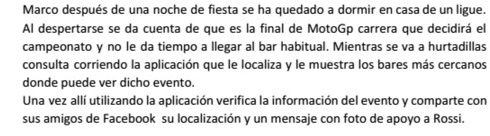 Marco después de una noche de fiesta se ha quedado a dormir en casa de un ligue.
Al despertarse se da cuenta de que es la final de MotoGp carrera que decidirá el
campeonato y no le da tiempo a llegar al bar habitual. Mientras se va a hurtadillas
consulta corriendo la aplicación que le localiza y le muestra los bares más cercanos
donde puede ver dicho evento.
Una vez allí utilizando la aplicación verifica la información del evento y comparte con
sus amigos de Facebook su localización y un mensaje con foto de apoyo a Rossi.